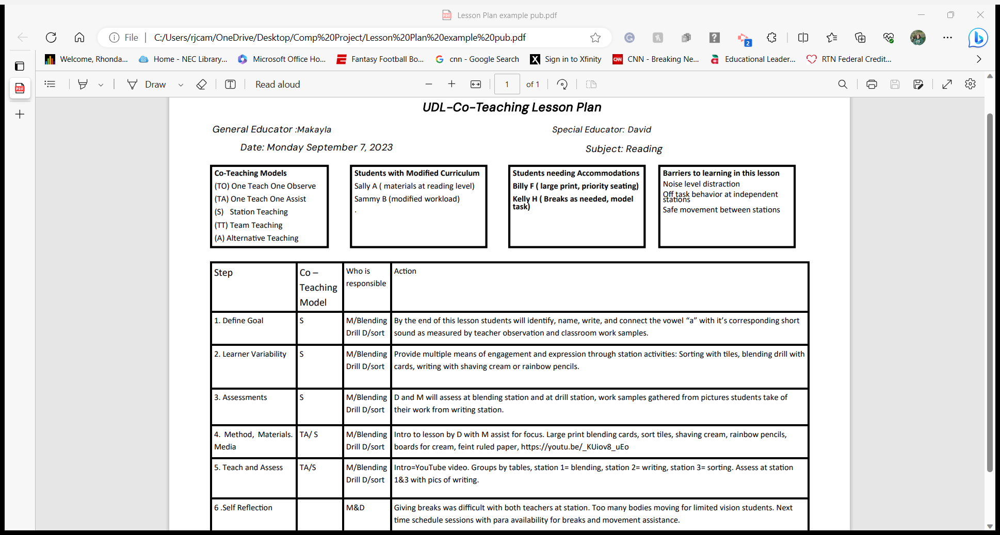 Lesson Plan example pub.pdf
File C:/Users/rjcam/OneDrive/Desktop/Comp%20Project/Lesson%20Plan%20example%20pub.pdf
2
Welcome, Rhonda... Home - NEC Library... Microsoft Office Ho... Fantasy Football Bo... cnn - Google Search Sign in to Xfinity CNN - Breaking Ne... Educational Leader... RTN Federal Credit...
Draw Read aloud 1 of 1
UDL-Co-Teaching Lesson Plan
General Educator :Makayla Special Educator: David
Date: Monday September 7, 2023 Subject: Reading
Co-Teaching Models
(TO) One Teach One Observe
(TA) One Teach One Assist
(S) Station Teaching
(TT) Team Teaching
(A) Alternative Teaching
Students with Modified Curriculum
Sally A ( materials at reading level)
Sammy B (modified workload)
.
Students needing Accommodations
Billy F ( large print, priority seating)
Kelly H ( Breaks as needed, model
task)
Barriers to learning in this lesson
Noise level distraction
Off task behavior at independent
stations
Safe movement between stations
Step
Co –
Teaching
Model
Who is
responsible
Action
1. Define Goal
S
M/Blending
Drill D/sort
By the end of this lesson students will identify, name, write, and connect the vowel “a” with it’s corresponding short
sound as measured by teacher observation and classroom work samples.
2. Learner Variability
S
M/Blending
Drill D/sort
Provide multiple means of engagement and expression through station activities: Sorting with tiles, blending drill with
cards, writing with shaving cream or rainbow pencils.
3. Assessments
S
M/Blending
Drill D/sort
D and M will assess at blending station and at drill station, work samples gathered from pictures students take of
their work from writing station.
4. Method, Materials.
Media
TA/ S
M/Blending
Drill D/sort
Intro to lesson by D with M assist for focus. Large print blending cards, sort tiles, shaving cream, rainbow pencils,
boards for cream, feint ruled paper, https://youtu.be/_KUiov8_uEo
5. Teach and Assess
TA/S
M/Blending
Drill D/sort
Intro=YouTube video. Groups by tables, station 1= blending, station 2= writing, station 3= sorting. Assess at station
1&3 with pics of writing.
6 .Self Reflection
M&D
Giving breaks was difficult with both teachers at station. Too many bodies moving for limited vision students. Next
time schedule sessions with para availability for breaks and movement assistance.